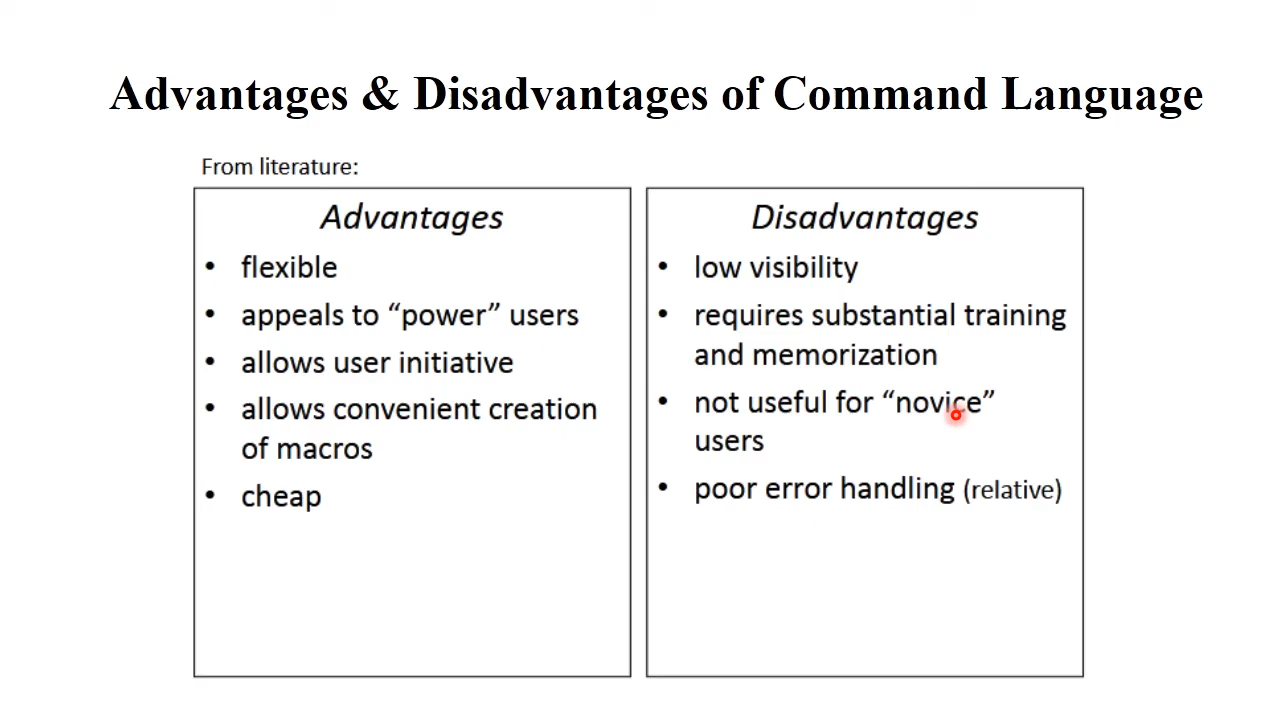 Advantages & Disadvantages of Command Language
From literature:
Advantages
• flexible
• appeals to “power” users
• allows user initiative
• allows convenient creation
of macros
• cheap
Disadvantages
• low visibility
• requires substantial training
and memorization
• not useful for “novice”
users
• poor error handling (relative)